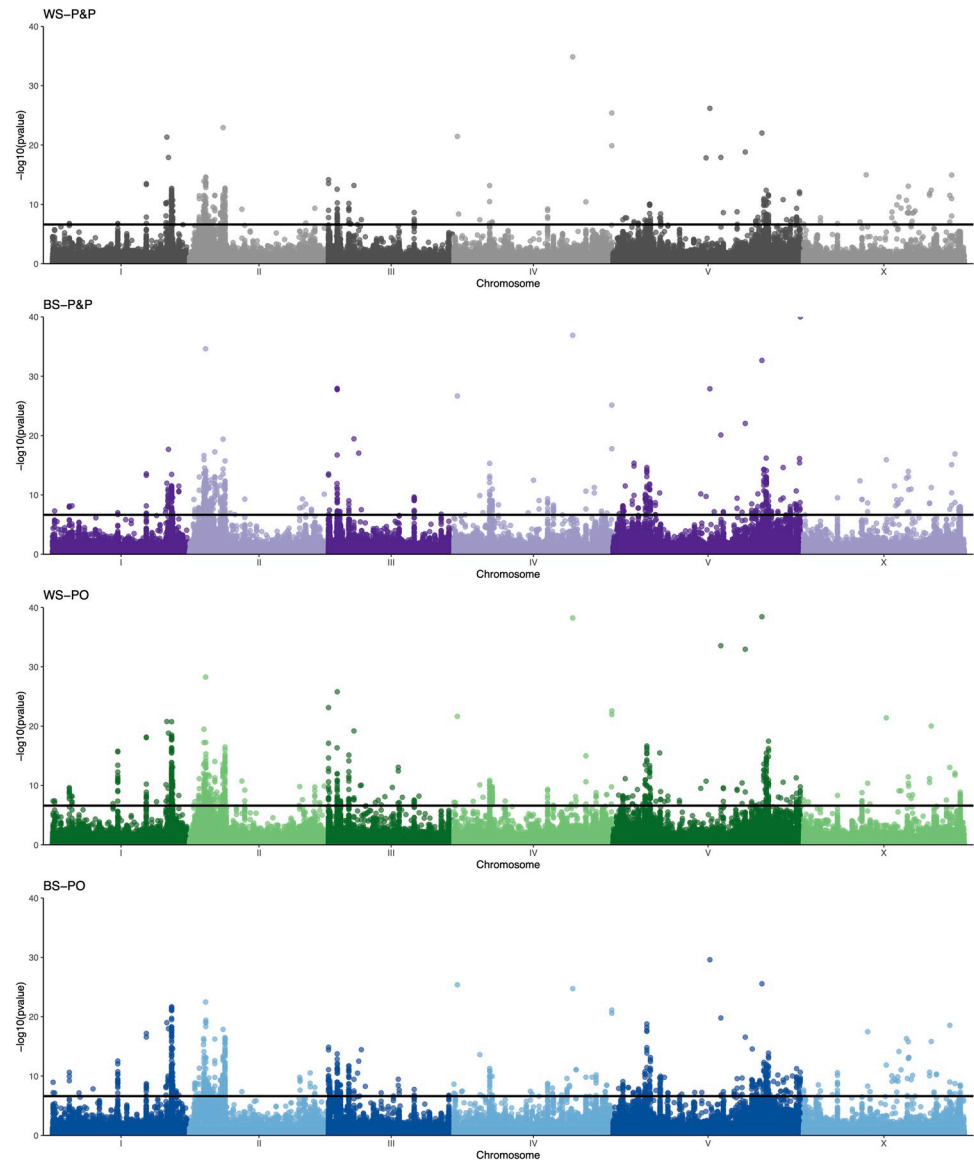 WS-P&P
40
30
20
10
0
-log10(pvalue)
I II III IV V X
Chromosome
BS-P&P
40
30
20
10
0
-log10(pvalue)
I II III IV V X
Chromosome
WS-PO
40
30
20
10
0
-log10(pvalue)
I II III IV V X
Chromosome
BS-PO
40
30
20
10
0
-log10(pvalue)
I II III IV V X
Chromosome